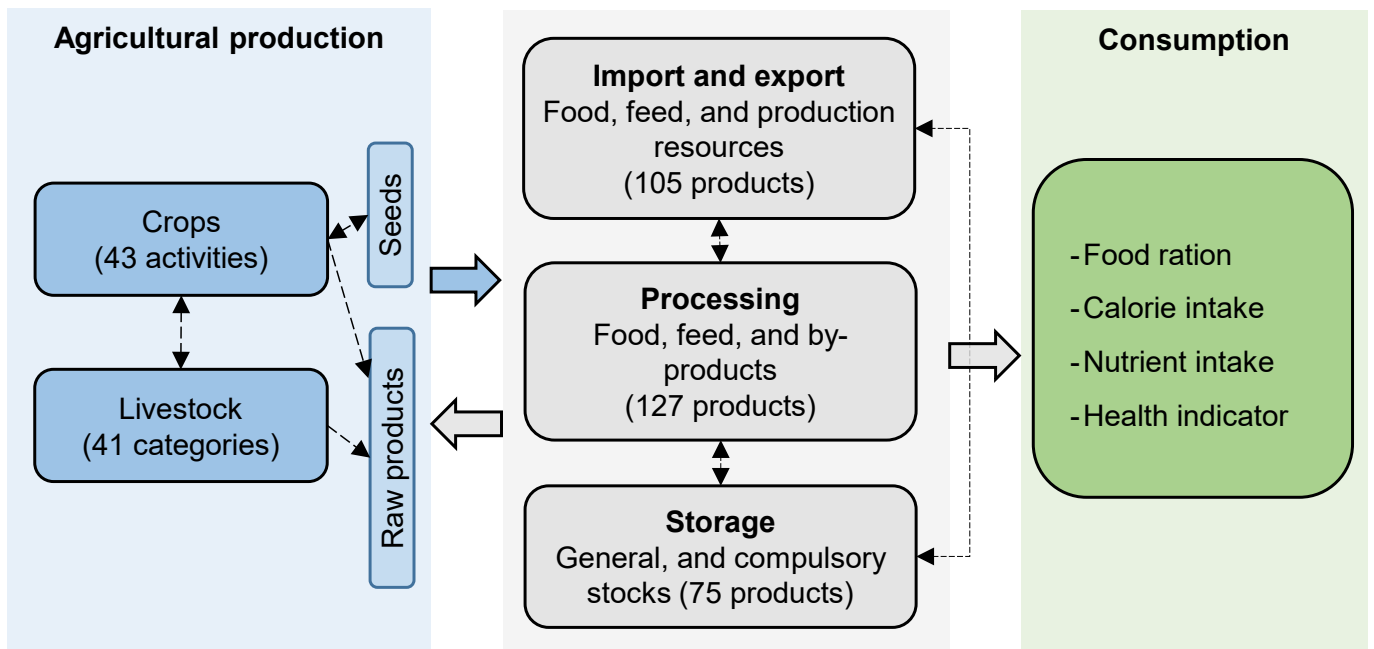 Agricultural production
Crops
(43 activities)
Livestock
(41 categories)
Seeds
Raw products
Import and export
Food, feed, and production
resources
(105 products)
Processing
Food, feed, and by-
products
(127 products)
Storage
General, and compulsory
stocks (75 products)
Consumption
-Food ration
-Calorie intake
-Nutrient intake
-Health indicator